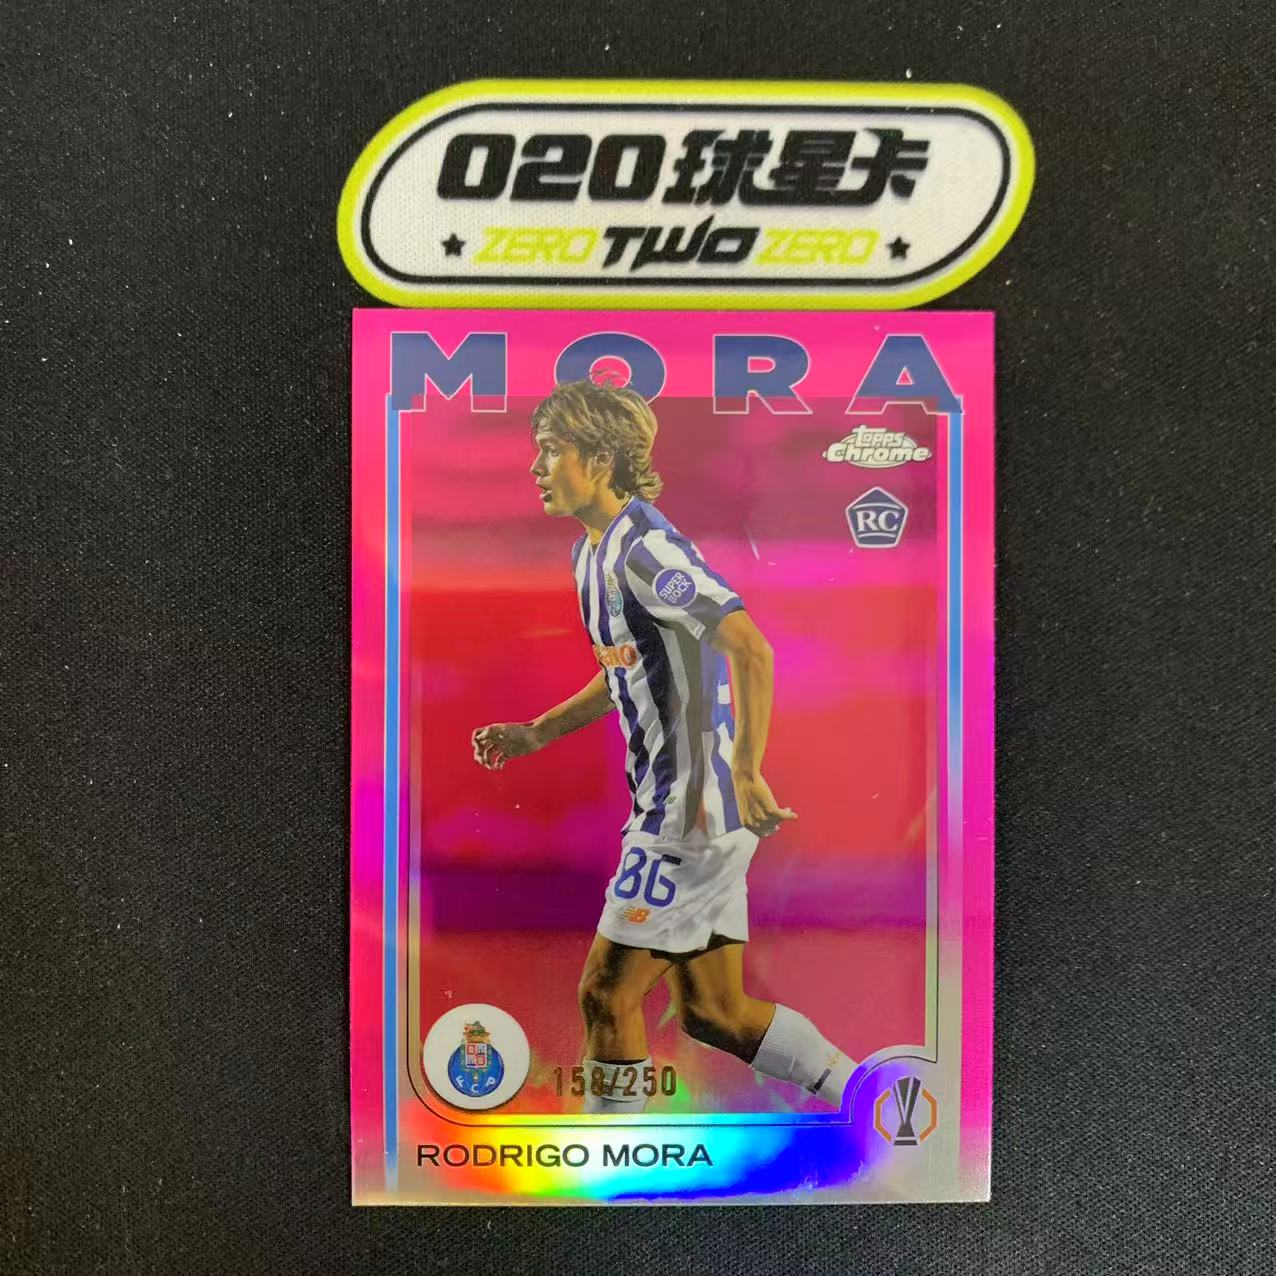 020球星卡
ZERO TWO ZERO
MORA
Topps
Chrome
RC
SUPER
BOCK
86
FCP
158/250
RODRIGO MORA